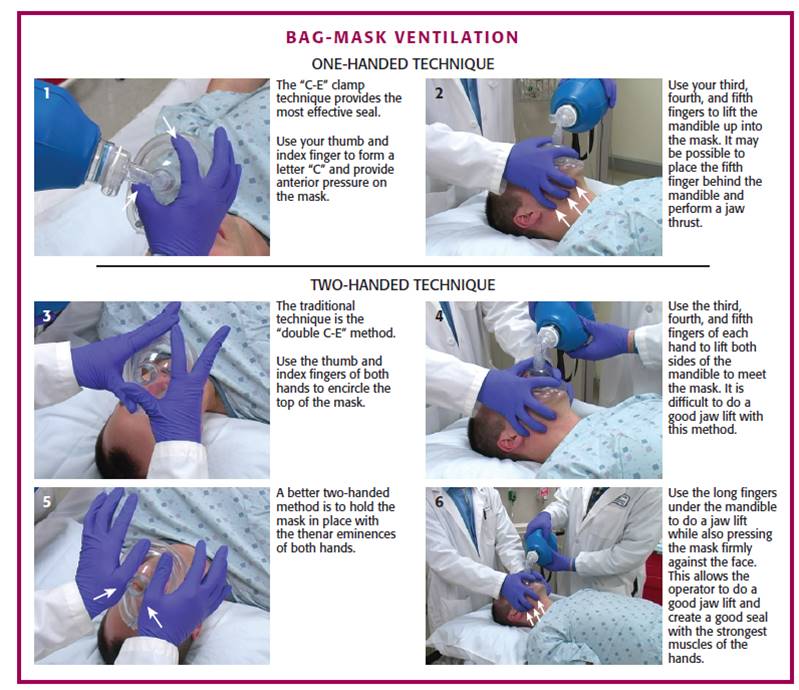 BAG-MASK VENTILATION
ONE-HANDED TECHNIQUE
1
The “C-E” clamp
technique provides the
most effective seal.
Use your thumb and
index finger to form a
letter “C” and provide
anterior pressure on
the mask.
2
Use your third,
fourth, and fifth
fingers to lift the
mandible up into
the mask. It may
be possible to
place the fifth
finger behind the
mandible and
perform a jaw
thrust.
TWO-HANDED TECHNIQUE
3
The traditional
technique is the
“double C-E” method.
Use the thumb and
index fingers of both
hands to encircle the
top of the mask.
4
Use the third,
fourth, and fifth
fingers of each
hand to lift both
sides of the
mandible to meet
the mask. It is
difficult to do a
good jaw lift with
this method.
5
A better two-handed
method is to hold the
mask in place with
the thenar eminences
of both hands.
6
Use the long fingers
under the mandible
to do a jaw lift
while also pressing
the mask firmly
against the face.
This allows the
operator to do a
good jaw lift and
create a good seal
with the strongest
muscles of the
hands.